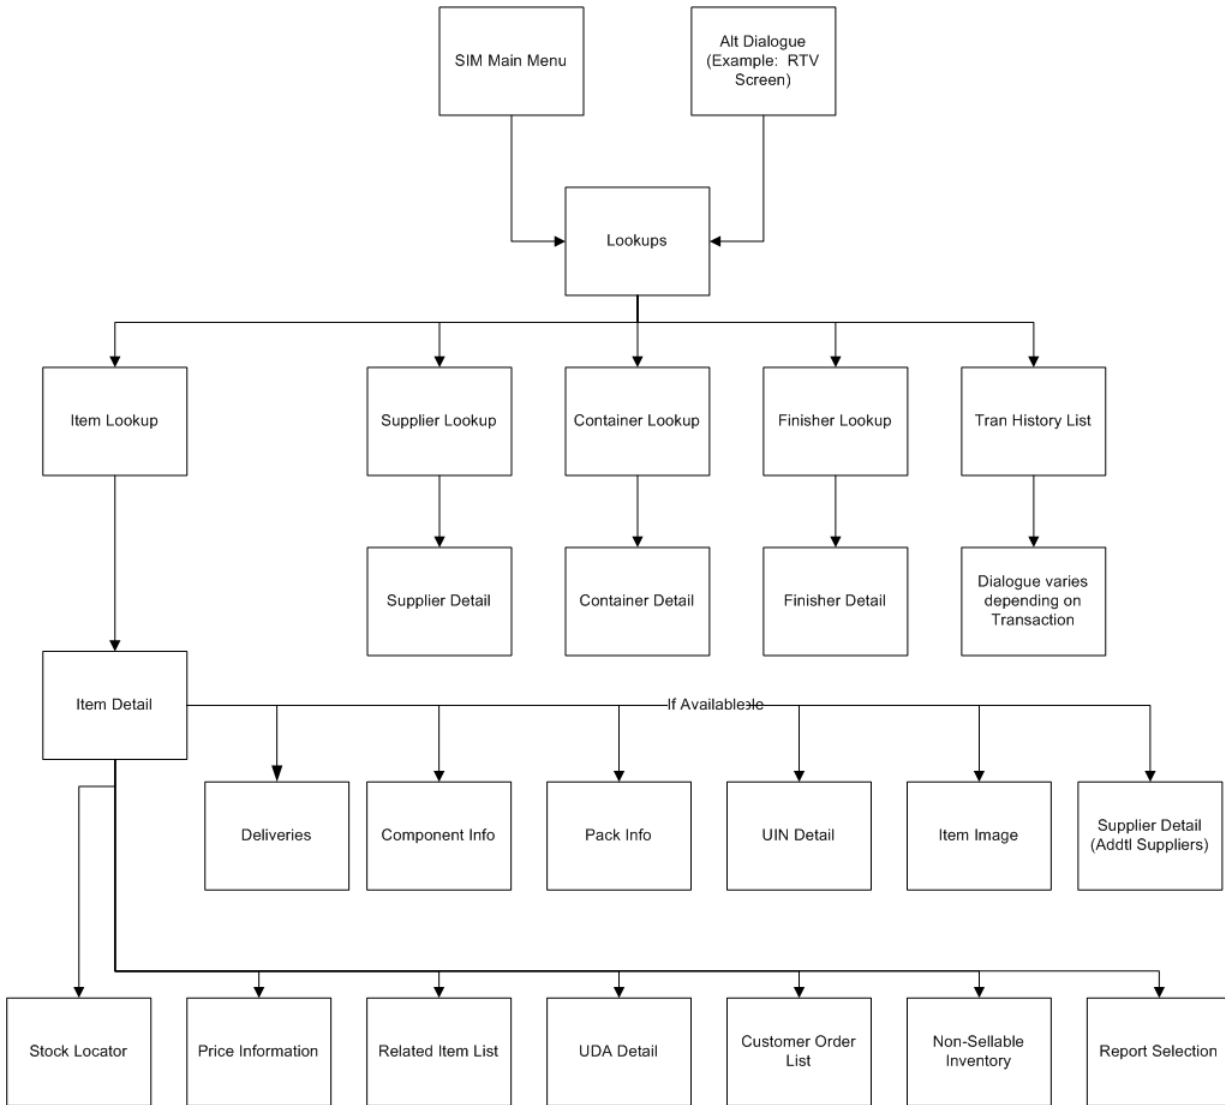 SIM Main Menu
Alt Dialogue
(Example: RTV
Screen)
Lookups
Item Lookup
Supplier Lookup
Container Lookup
Finisher Lookup
Tran History List
Supplier Detail
Container Detail
Finisher Detail
Dialogue varies
depending on
Transaction
Item Detail
If Available
Deliveries
Component Info
Pack Info
UIN Detail
Item Image
Supplier Detail
(Addtl Suppliers)
Stock Locator
Price Information
Related Item List
UDA Detail
Customer Order
List
Non-Sellable
Inventory
Report Selection